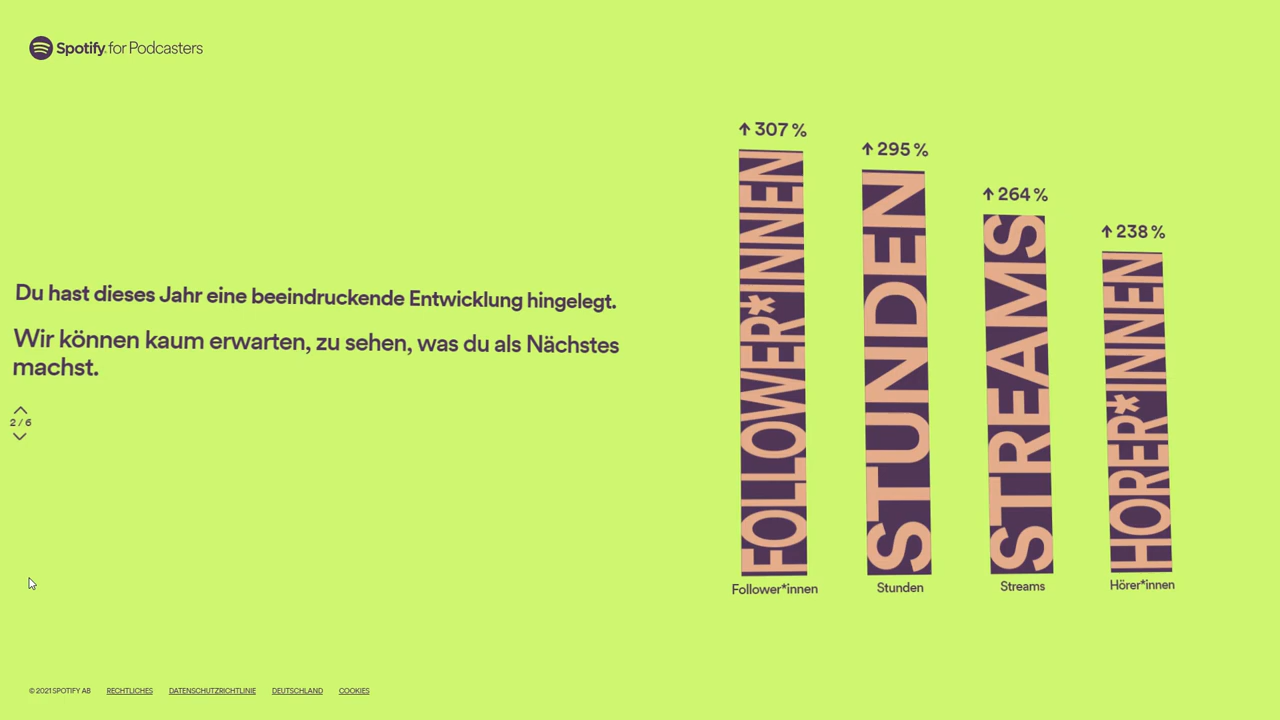 Spotify for Podcasters
Du hast dieses Jahr eine beeindruckende Entwicklung hingelegt.
Wir können kaum erwarten, zu sehen, was du als Nächstes
machst.
2 / 6
↑ 307 %
FOLLOWER*INNEN
Follower*innen
↑ 295 %
STUNDEN
Stunden
↑ 264 %
STREAMS
Streams
↑ 238 %
HÖRER*INNEN
Hörer*innen
© 2021 SPOTIFY AB RECHTLICHES DATENSCHUTZRICHTLINIE DEUTSCHLAND COOKIES